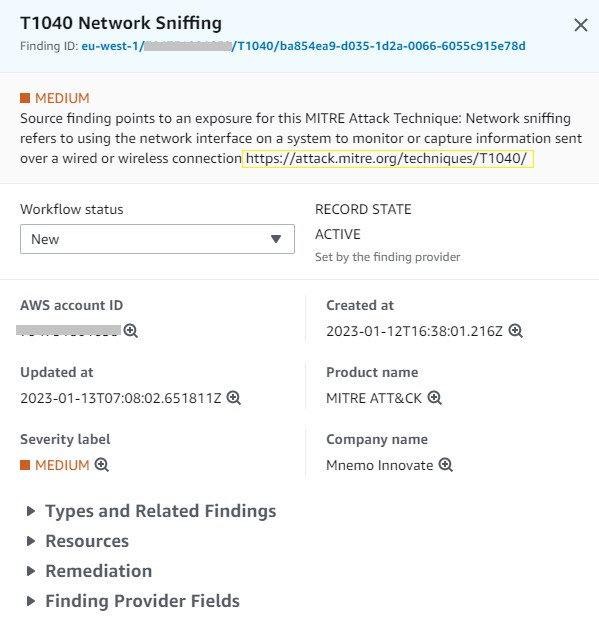 T1040 Network Sniffing
Finding ID: eu-west-1/ /T1040/ba854ea9-d035-1d2a-0066-6055c915e78d
MEDIUM
Source finding points to an exposure for this MITRE Attack Technique: Network sniffing
refers to using the network interface on a system to monitor or capture information sent
over a wired or wireless connection https://attack.mitre.org/techniques/T1040/
Workflow status
RECORD STATE
New
ACTIVE
Set by the finding provider
AWS account ID
Created at
2023-01-12T16:38:01.216Z
Updated at
Product name
2023-01-13T07:08:02.651811Z
MITRE ATT&CK
Severity label
Company name
MEDIUM
Mnemo Innovate
Types and Related Findings
Resources
Remediation
Finding Provider Fields